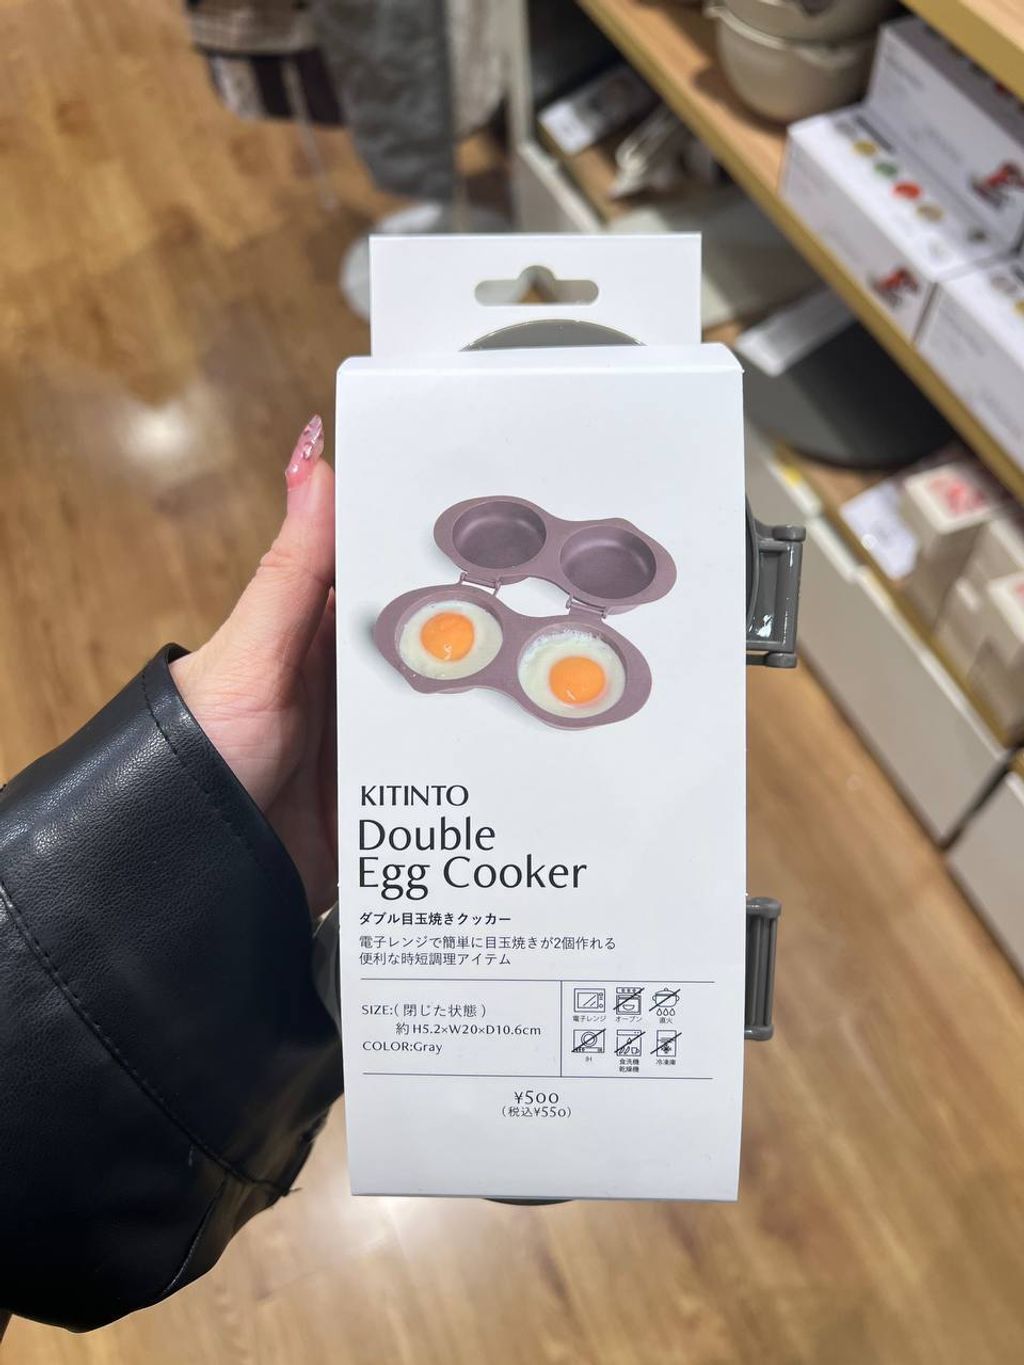 KITINTO
Double
Egg Cooker
ダブル目玉焼きクッカー
電子レンジで簡単に目玉焼きが2個作れる
便利な時短調理アイテム
SIZE:(閉じた状態)
約H5.2×W20×D10.6cm
COLOR:Gray
電子レンジ オーブン 直火
IH 食洗機 冷凍庫
乾燥機
¥500
(税込¥550)